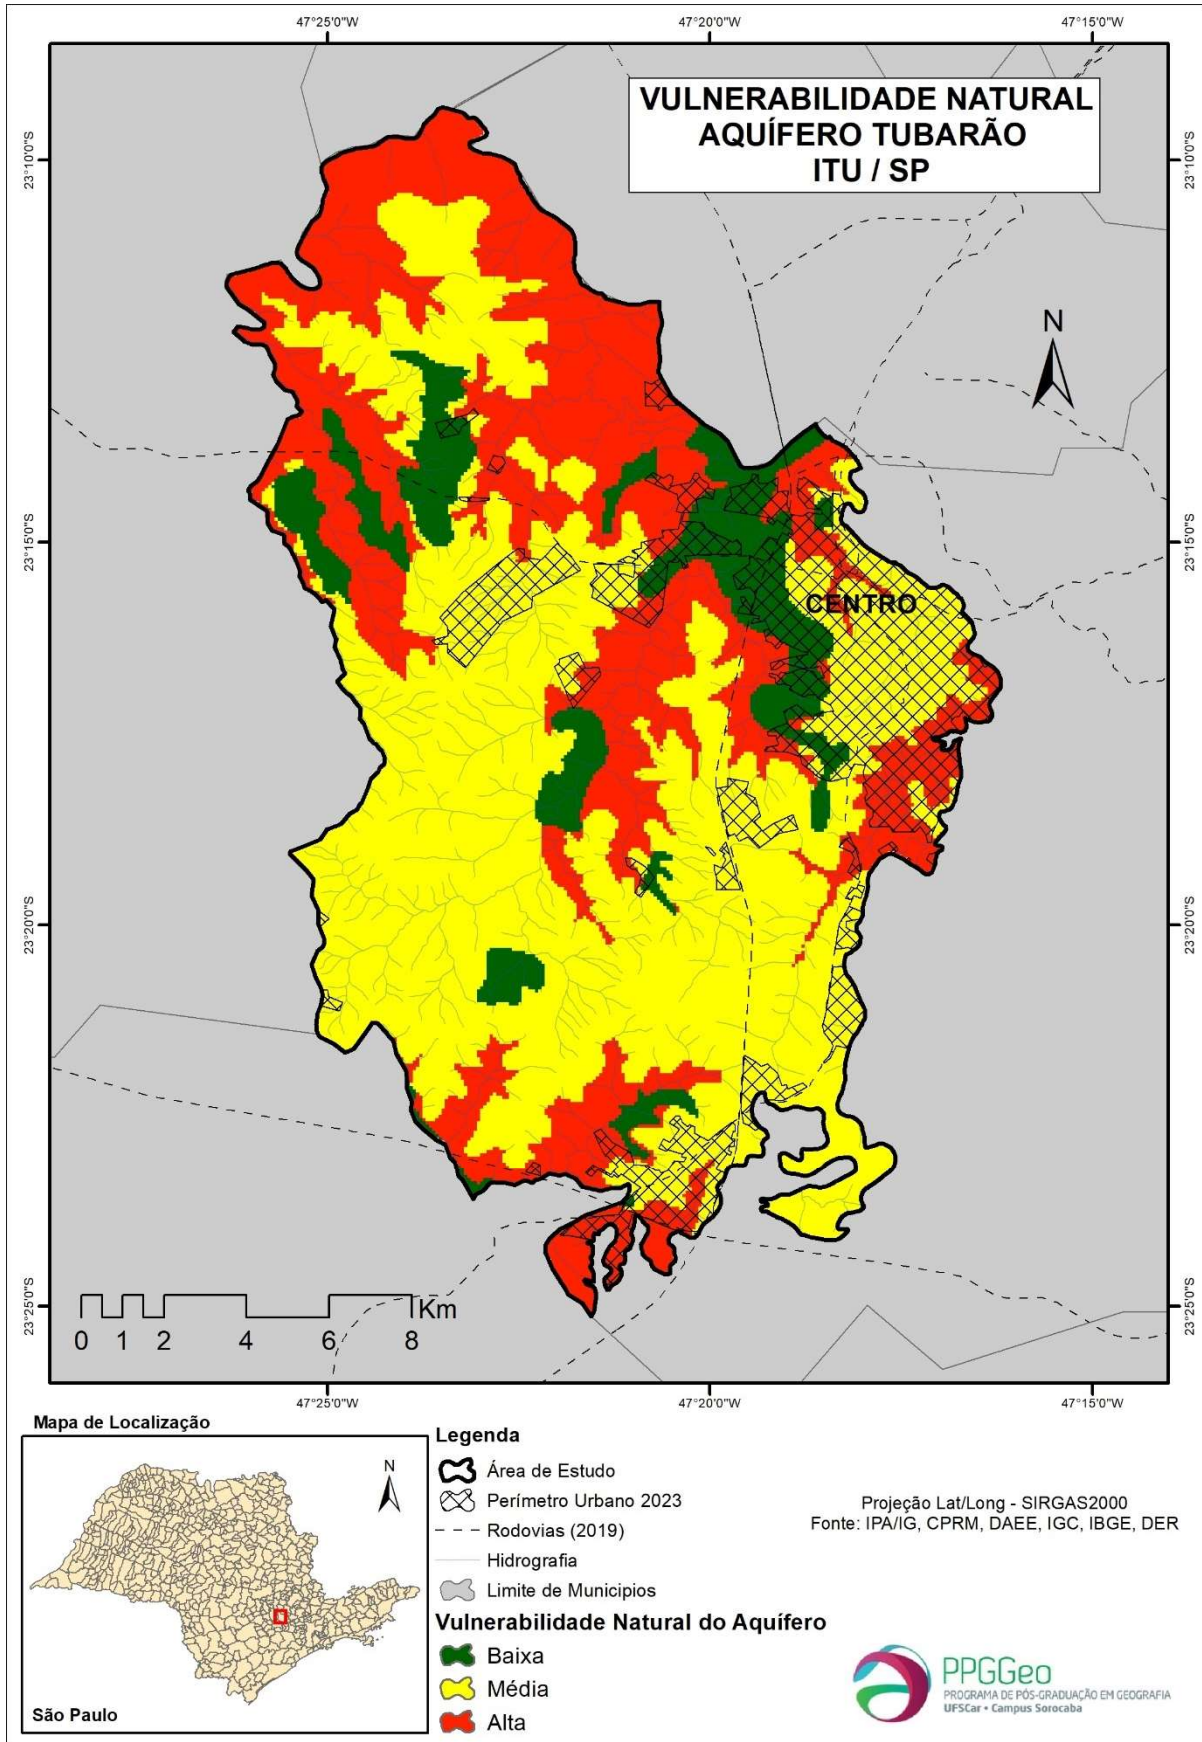 47°25'0"W
47°20'0"W
47°15'0"W
VULNERABILIDADE NATURAL
AQUÍFERO TUBARÃO
ITU / SP
23°10'0"S
23°10'0"S
N
23°15'0"S
23°15'0"S
CENTRO
23°20'0"S
23°20'0"S
23°25'0"S
23°25'0"S
Km
0 1 2 4 6 8
47°25'0"W
47°20'0"W
47°15'0"W
Mapa de Localização
N
São Paulo
Legenda
Área de Estudo
Perímetro Urbano 2023
Rodovias (2019)
Hidrografia
Limite de Municipios
Vulnerabilidade Natural do Aquífero
Baixa
Média
Alta
Projeção Lat/Long - SIRGAS2000
Fonte: IPA/IG, CPRM, DAEE, IGC, IBGE, DER
PPGGeo
PROGRAMA DE PÓS-GRADUAÇÃO EM GEOGRAFIA
UFSCar • Campus Sorocaba